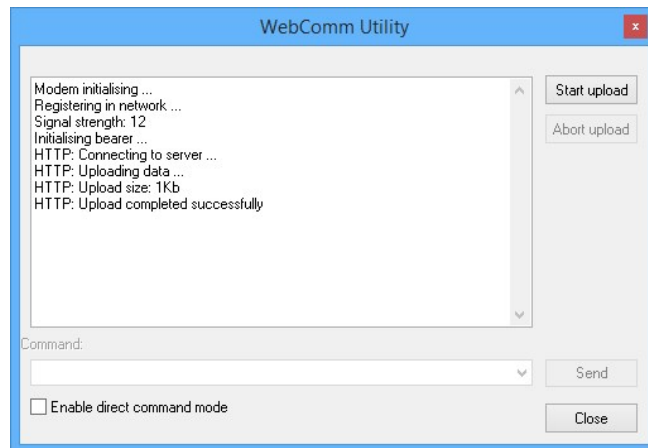 WebComm Utility
x
Modem initialising ...
Registering in network ...
Signal strength: 12
Initialising bearer ...
HTTP: Connecting to server ...
HTTP: Uploading data ...
HTTP: Upload size: 1Kb
HTTP: Upload completed successfully
Start upload
Abort upload
Command:
Send
Enable direct command mode
Close